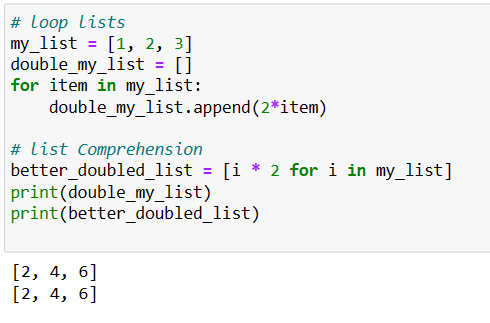 # loop lists
my_list = [1, 2, 3]
double_my_list = []
for item in my_list:
    double_my_list.append(2*item)

# list Comprehension
better_doubled_list = [i * 2 for i in my_list]
print(double_my_list)
print(better_doubled_list)

[2, 4, 6]
[2, 4, 6]